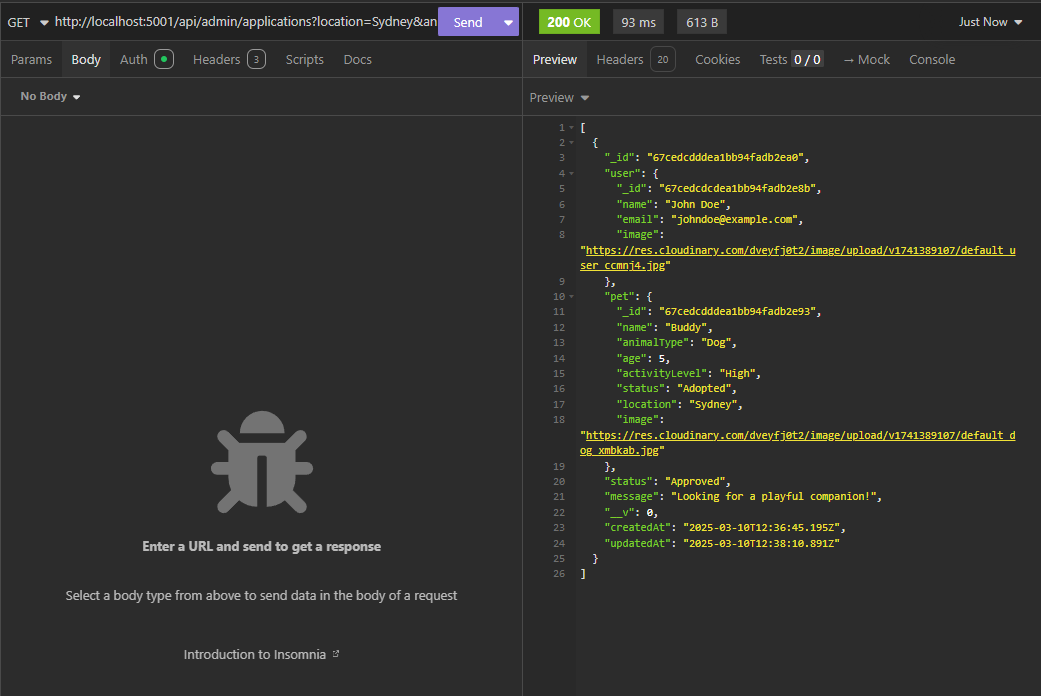 GET http://localhost:5001/api/admin/applications?location=Sydney&an Send 200 OK 93 ms 613 B Just Now
Params Body Auth Headers 3 Scripts Docs Preview Headers 20 Cookies Tests 0 / 0 → Mock Console
No Body Preview
1 [
2 {
3 "_id": "67cedcdddea1bb94fadb2ea0",
4 "user": {
5 "_id": "67cedcdcdea1bb94fadb2e8b",
6 "name": "John Doe",
7 "email": "johndoe@example.com",
8 "image":
"https://res.cloudinary.com/dveyfj0t2/image/upload/v1741389107/default_u
ser_ccmnj4.jpg"
9 },
10 "pet": {
11 "_id": "67cedcdddea1bb94fadb2e93",
12 "name": "Buddy",
13 "animalType": "Dog",
14 "age": 5,
15 "activityLevel": "High",
16 "status": "Adopted",
17 "location": "Sydney",
18 "image":
"https://res.cloudinary.com/dveyfj0t2/image/upload/v1741389107/default_d
og_xmbkab.jpg"
19 },
20 "status": "Approved",
21 "message": "Looking for a playful companion!",
22 "__v": 0,
23 "createdAt": "2025-03-10T12:36:45.195Z",
24 "updatedAt": "2025-03-10T12:38:10.891Z"
25 }
26 ]
Enter a URL and send to get a response
Select a body type from above to send data in the body of a request
Introduction to Insomnia